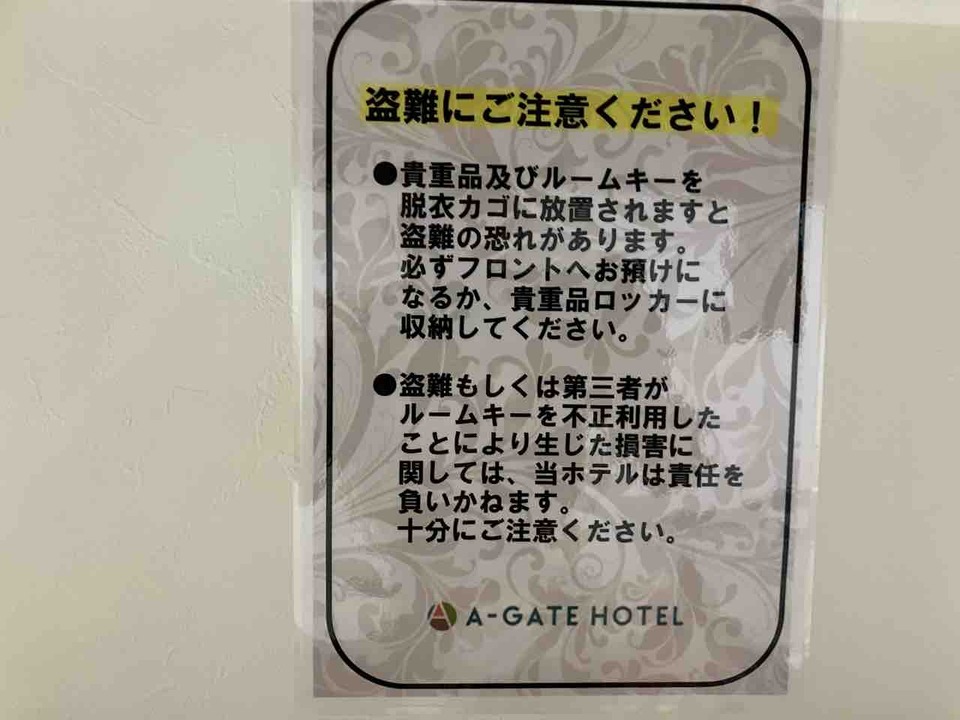 盗難にご注意ください！
●貴重品及びルームキーを
脱衣カゴに放置されますと
盗難の恐れがあります。
必ずフロントへお預けに
なるか、貴重品ロッカーに
収納してください。
●盗難もしくは第三者が
ルームキーを不正利用した
ことにより生じた損害に
関しては、当ホテルは責任を
負いかねます。
十分にご注意ください。
A-GATE HOTEL